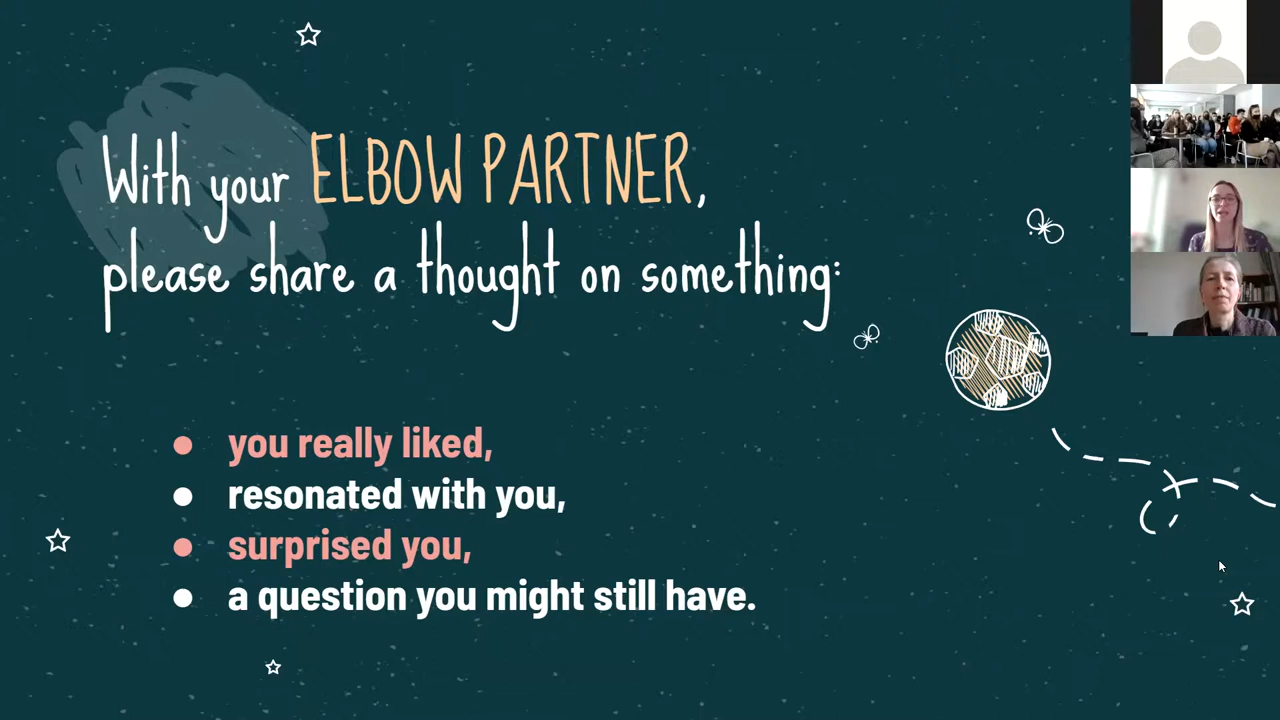 With your ELBOW PARTNER,
please share a thought on something:
● you really liked,
● resonated with you,
● surprised you,
● a question you might still have.